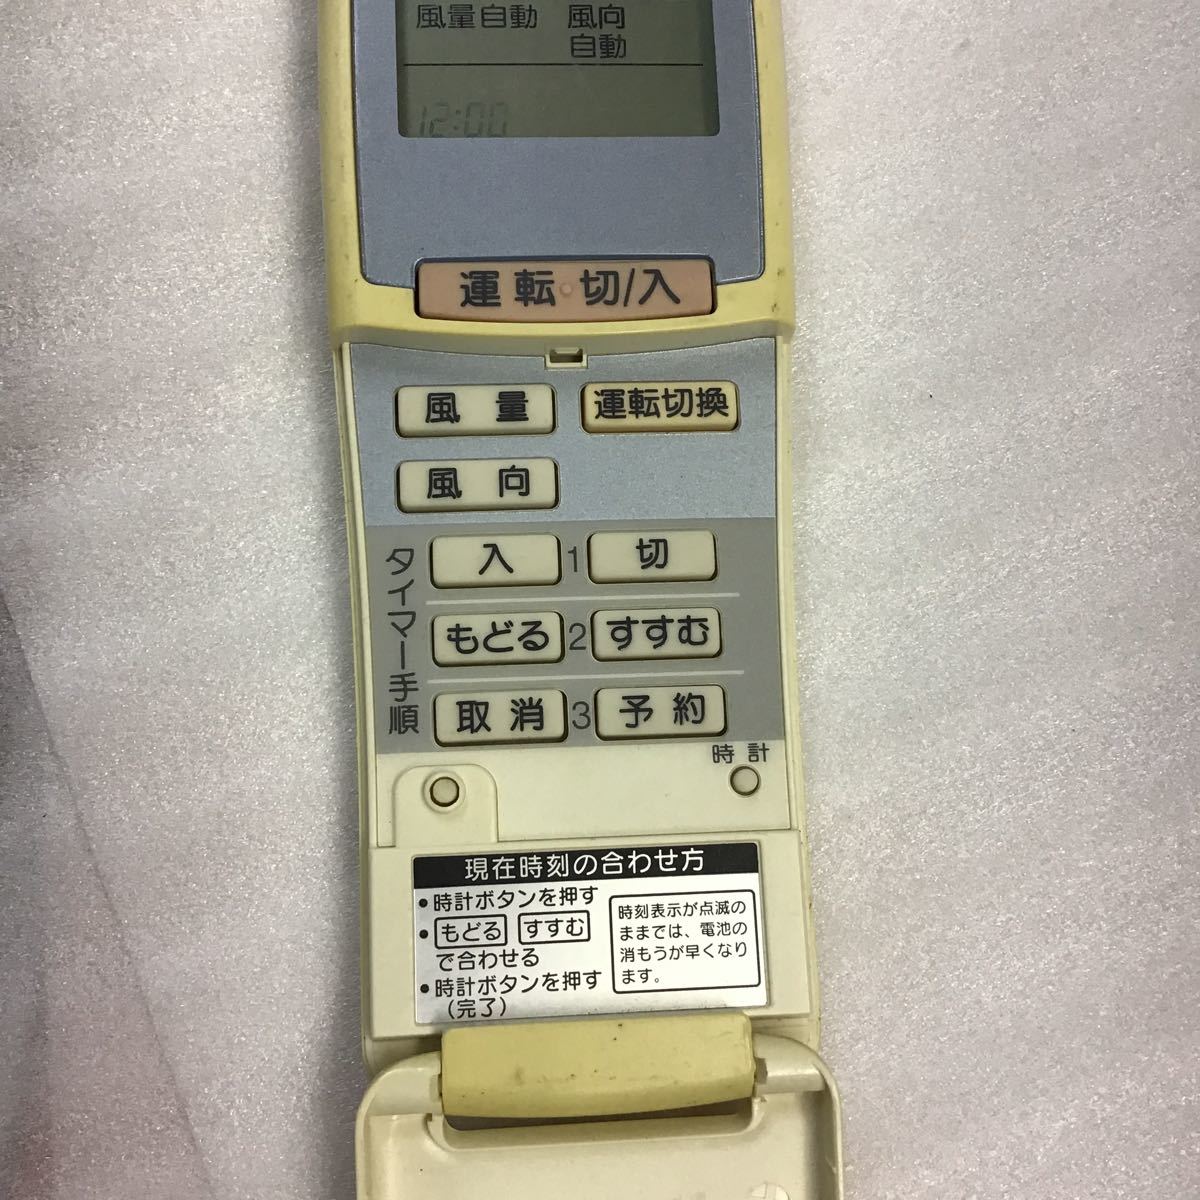 風量自動 風向
自動
12:00
運転・切/入
風量 運転切換
風向
タイマー手順
入 1 切
もどる 2 すすむ
取消 3 予約
時計
現在時刻の合わせ方
•時計ボタンを押す
•もどる すすむ
で合わせる
•時計ボタンを押す
(完了)
時刻表示が点滅の
ままでは、電池の
消もうが早くなり
ます。